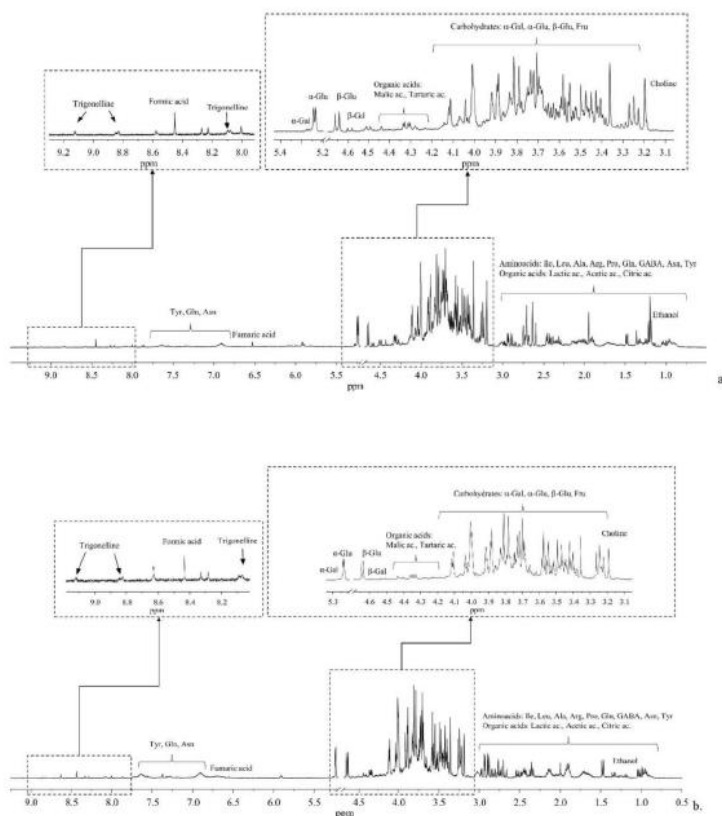 Carbohydrates: α-Gal, α-Glu, β-Glu, Fru
Trigonelline
Formic acid
Trigonelline
α-Glu
β-Glu
Organic acids:
Malic ac., Tartaric ac.
Choline
α-Gal
β-Gal
9.2 9.0 8.8 8.6 8.4 8.2 8.0
ppm
5.4 5.2 4.6 4.5 4.4 4.3 4.2 4.1 4.0 3.9 3.8 3.7 3.6 3.5 3.4 3.3 3.2 3.1
ppm
Aminoacids: Ile, Leu, Ala, Arg, Pro, Gln, GABA, Asn, Tyr
Organic acids: Lactic ac., Acetic ac., Citric ac.
Tyr, Gln, Asn
Fumaric acid
Ethanol
9.0 8.5 8.0 7.5 7.0 6.5 6.0 5.0 4.5 4.0 3.5 3.0 2.5 2.0 1.5 1.0
ppm
a
Carbohydrates: α-Gal, α-Glu, β-Glu, Fru
Trigonelline
Formic acid
Trigonelline
α-Glu
β-Glu
Organic acids:
Malic ac., Tartaric ac.
Choline
α-Gal
β-Gal
9.0 8.8 8.6 8.4 8.2
ppm
5.3 4.6 4.5 4.4 4.3 4.2 4.1 4.0 3.9 3.8 3.7 3.6 3.5 3.4 3.3 3.2 3.1
ppm
Aminoacids: Ile, Leu, Ala, Arg, Pro, Gln, GABA, Asn, Tyr
Organic acids: Lactic ac., Acetic ac., Citric ac.
Tyr, Gln, Asn
Fumaric acid
Ethanol
9.0 8.5 8.0 7.5 7.0 6.5 6.0 5.5 4.5 4.0 3.5 3.0 2.5 2.0 1.5 1.0 0.5
ppm
b.